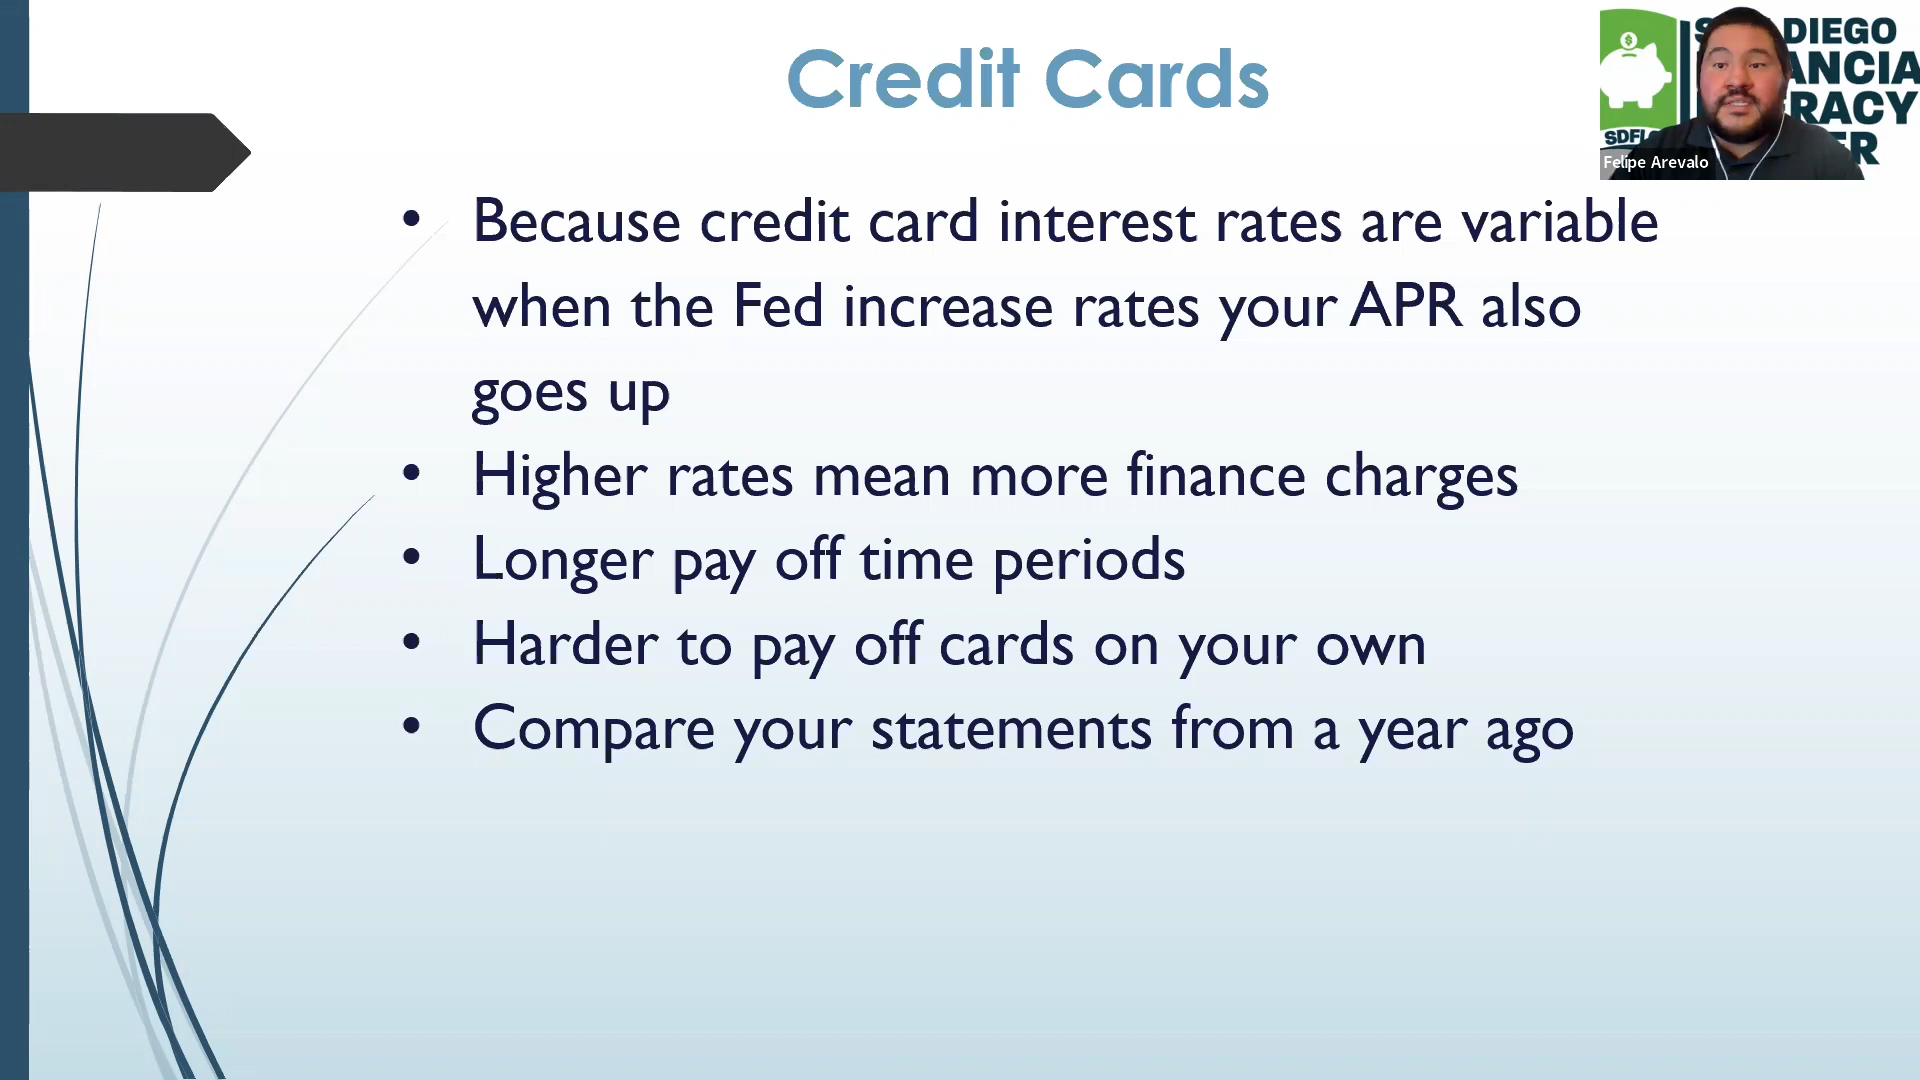 Credit Cards
DIEGO
ANCIA
RACY
ER
SDFL
Felipe Arevalo
• Because credit card interest rates are variable
when the Fed increase rates your APR also
goes up
• Higher rates mean more finance charges
• Longer pay off time periods
• Harder to pay off cards on your own
• Compare your statements from a year ago